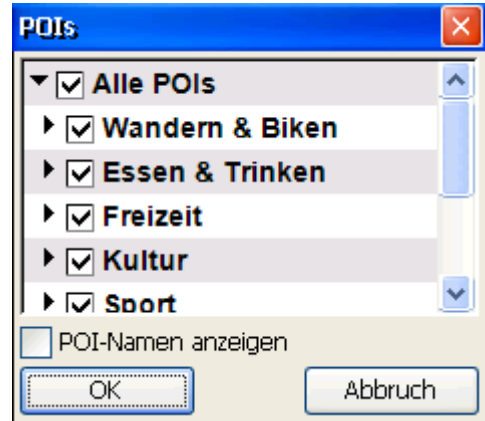 POIs
Alle POIs
Wandern & Biken
Essen & Trinken
Freizeit
Kultur
Sport
POI-Namen anzeigen
OK
Abbruch